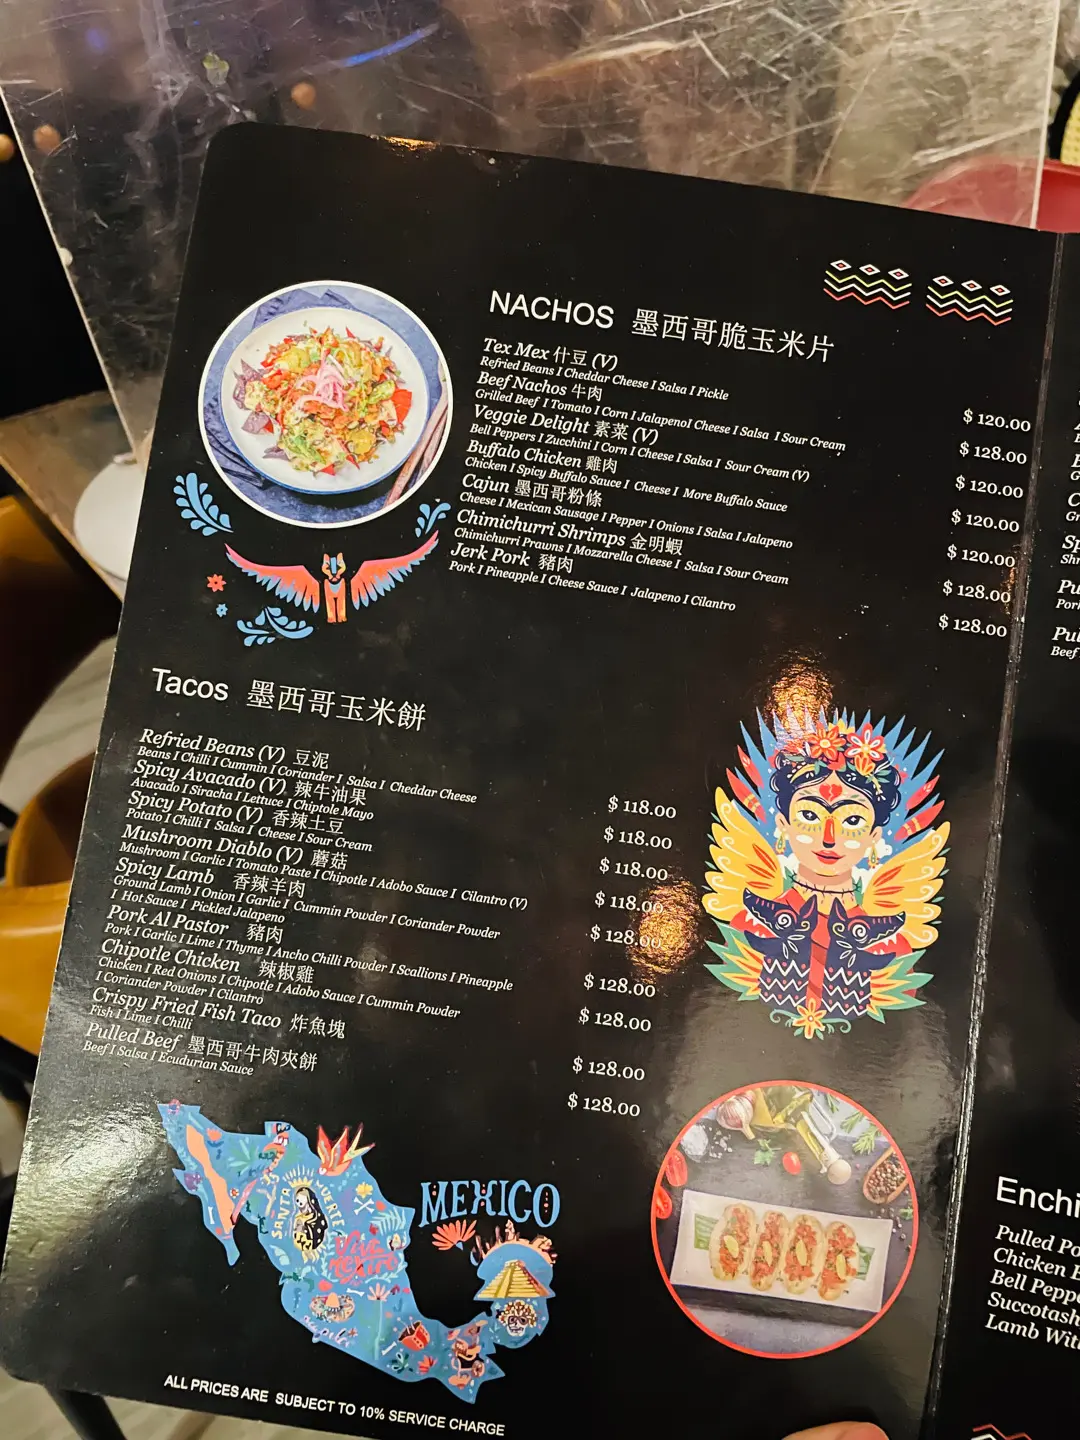 NACHOS 墨西哥脆玉米片
Tex Mex 什豆 (V)
Refried Beans I Cheddar Cheese I Salsa I Pickle
$ 120.00
Beef Nachos 牛肉
Grilled Beef I Tomato I Corn I JalapenoI Cheese I Salsa I Sour Cream
$ 128.00
Veggie Delight 素菜 (V)
Bell Peppers I Zucchini I Corn I Cheese I Salsa I Sour Cream (V)
$ 120.00
Buffalo Chicken 雞肉
Chicken I Spicy Buffalo Sauce I Cheese I More Buffalo Sauce
$ 120.00
Cajun 墨西哥粉條
Cheese I Mexican Sausage I Pepper I Onions I Salsa I Jalapeno
$ 120.00
Chimichurri Shrimps 金明蝦
Chimichurri Prawns I Mozzarella Cheese I Salsa I Sour Cream
$ 128.00
Jerk Pork 豬肉
Pork I Pineapple I Cheese Sauce I Jalapeno I Cilantro
$ 128.00
Tacos 墨西哥玉米餅
Refried Beans (V) 豆泥
Beans I Chilli I Cummin I Coriander I Salsa I Cheddar Cheese
$ 118.00
Spicy Avacado (V) 辣牛油果
Avacado I Siracha I Lettuce I Chiptole Mayo
$ 118.00
Spicy Potato (V) 香辣土豆
Potato I Chilli I Salsa I Cheese I Sour Cream
$ 118.00
Mushroom Diablo (V) 蘑菇
Mushroom I Garlic I Tomato Paste I Chipotle I Adobo Sauce I Cilantro (V)
$ 118.00
Spicy Lamb 香辣羊肉
Ground Lamb I Onion I Garlic I Cummin Powder I Coriander Powder
I Hot Sauce I Pickled Jalapeno
$ 128.00
Pork Al Pastor 豬肉
Pork I Garlic I Lime I Thyme I Ancho Chilli Powder I Scallions I Pineapple
$ 128.00
Chipotle Chicken 辣椒雞
Chicken I Red Onions I Chipotle I Adobo Sauce I Cummin Powder
I Coriander Powder I Cilantro
$ 128.00
Crispy Fried Fish Taco 炸魚塊
Fish I Lime I Chilli
$ 128.00
Pulled Beef 墨西哥牛肉夾餅
Beef I Salsa I Ecudurian Sauce
$ 128.00
MEXICO
SANTA MUERTE
Viva Mexico
ALL PRICES ARE SUBJECT TO 10% SERVICE CHARGE
Enchi
Pulled Po
Chicken E
Bell Peppe
Succotash
Lamb With